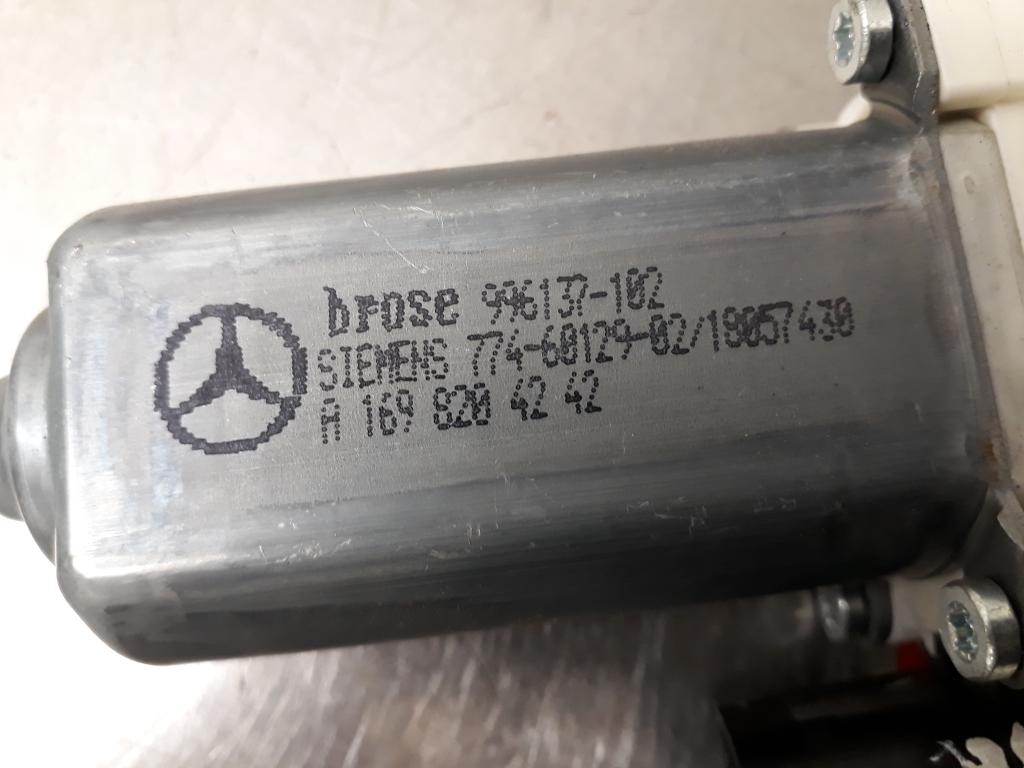 brose 996137-102
SIEMENS 774-60129-02/19057430
A 169 820 42 42